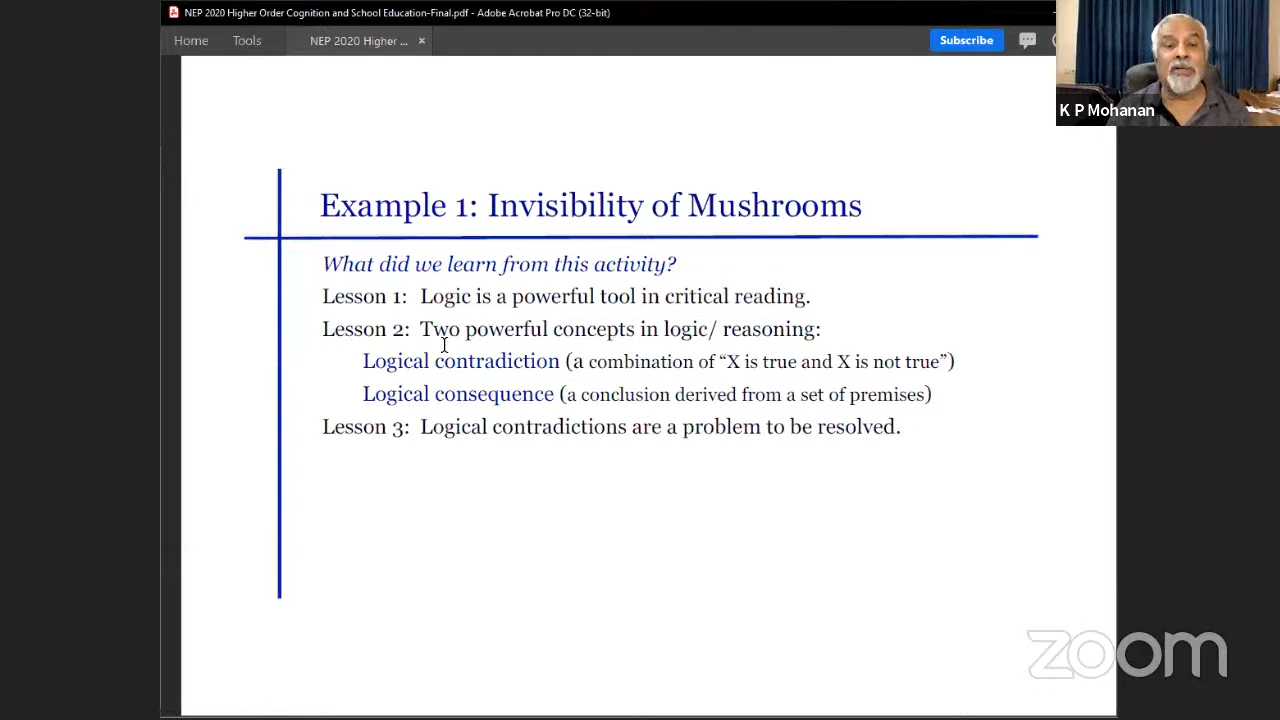 NEP 2020 Higher Order Cognition and School Education-Final.pdf - Adobe Acrobat Pro DC (32-bit)
Home Tools NEP 2020 Higher ... × Subscribe
K P Mohanan
Example 1: Invisibility of Mushrooms
What did we learn from this activity?
Lesson 1: Logic is a powerful tool in critical reading.
Lesson 2: Two powerful concepts in logic/ reasoning:
Logical contradiction (a combination of “X is true and X is not true”)
Logical consequence (a conclusion derived from a set of premises)
Lesson 3: Logical contradictions are a problem to be resolved.
zoom